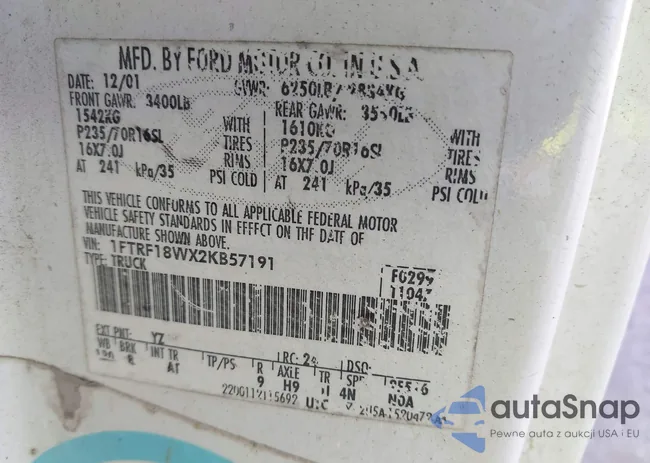 MFD. BY FORD MOTOR CO. IN U.S.A.
DATE: 12/01 GVWR: 6250LB/
FRONT GAWR: 3400LB REAR GAWR:
1542KG WITH 1610KG WITH
P235/70R16SL TIRES P235/70R16SL TIRES
16X7.0J RIMS 16X7.0J RIMS
AT 241 kPa/35 PSI COLD AT 241 kPa/35 PSI COLD
THIS VEHICLE CONFORMS TO ALL APPLICABLE FEDERAL MOTOR
VEHICLE SAFETY STANDARDS IN EFFECT ON THE DATE OF
MANUFACTURE SHOWN ABOVE.
VIN: 1FTRF18WX2KB57191
TYPE: TRUCK
F0299
EXT PNT: YZ DSO:
WB BRK INT TR TP/PS R AXLE TR
AT 9 H9 4N
autaSnap
Pewne auta z aukcji USA i EU